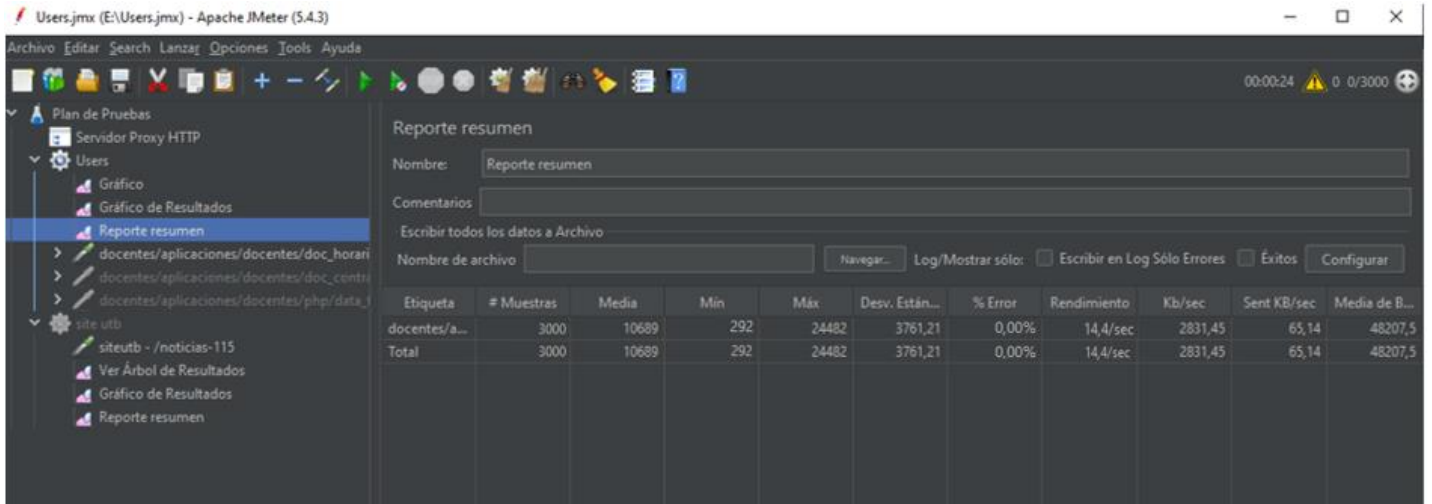 Users.jmx (E:\Users.jmx) - Apache JMeter (5.4.3)
Archivo Editar Search Lanzar Opciones Tools Ayuda
00:00:24 0 0/3000
Plan de Pruebas
Servidor Proxy HTTP
Users
Gráfico
Gráfico de Resultados
Reporte resumen
docentes/aplicaciones/docentes/doc_horari
docentes/aplicaciones/docentes/doc_contr
docentes/aplicaciones/docentes/php/data_
site utb
siteutb - /noticias-115
Ver Árbol de Resultados
Gráfico de Resultados
Reporte resumen
Reporte resumen
Nombre: Reporte resumen
Comentarios
Escribir todos los datos a Archivo
Nombre de archivo Navegar... Log/Mostrar sólo: Escribir en Log Sólo Errores Éxitos Configurar
Etiqueta # Muestras Media Mín Máx Desv. Están... % Error Rendimiento Kb/sec Sent KB/sec Media de B...
docentes/a... 3000 10689 292 24482 3761,21 0,00% 14,4/sec 2831,45 65,14 48207,5
Total 3000 10689 292 24482 3761,21 0,00% 14,4/sec 2831,45 65,14 48207,5